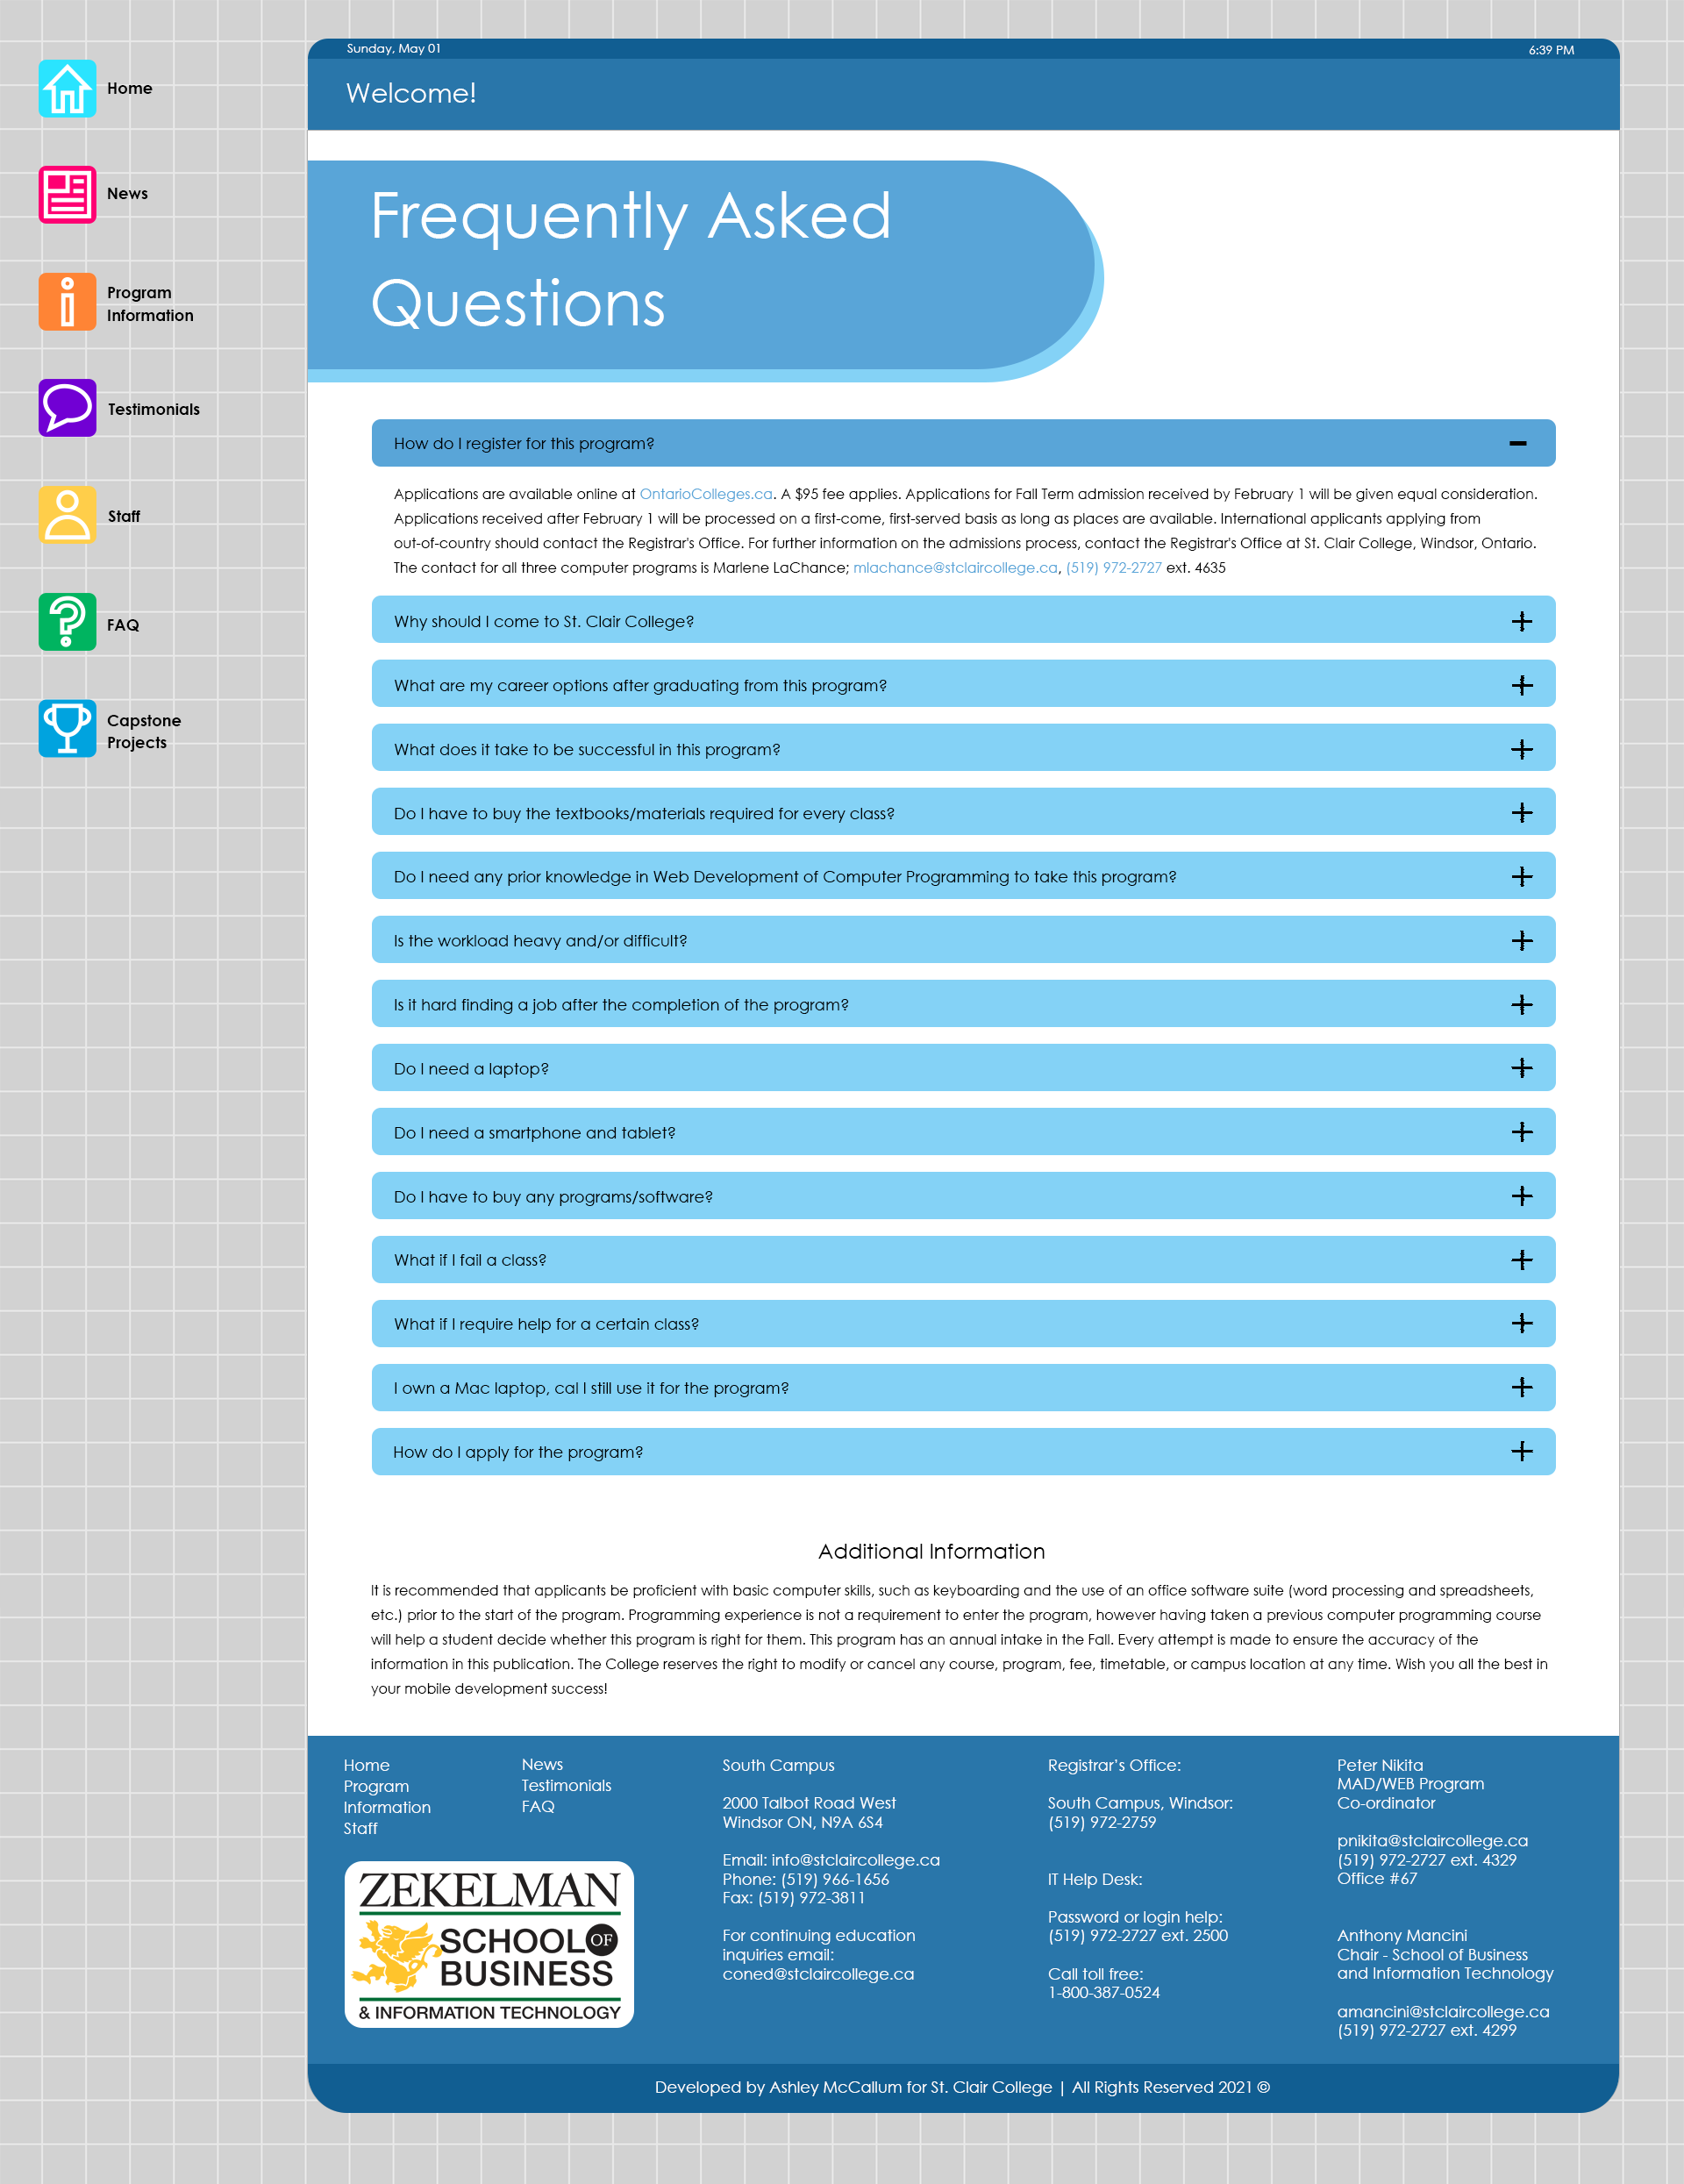 Sunday, May 01
6:39 PM
Welcome!
Home
News
Program
Information
Testimonials
Staff
FAQ
Capstone
Projects
Frequently Asked
Questions
How do I register for this program?
Applications are available online at OntarioColleges.ca. A $95 fee applies. Applications for Fall Term admission received by February 1 will be given equal consideration.
Applications received after February 1 will be processed on a first-come, first-served basis as long as places are available. International applicants applying from
out-of-country should contact the Registrar's Office. For further information on the admissions process, contact the Registrar's Office at St. Clair College, Windsor, Ontario.
The contact for all three computer programs is Marlene LaChance; mlachance@stclaircollege.ca, (519) 972-2727 ext. 4635
Why should I come to St. Clair College?
What are my career options after graduating from this program?
What does it take to be successful in this program?
Do I have to buy the textbooks/materials required for every class?
Do I need any prior knowledge in Web Development of Computer Programming to take this program?
Is the workload heavy and/or difficult?
Is it hard finding a job after the completion of the program?
Do I need a laptop?
Do I need a smartphone and tablet?
Do I have to buy any programs/software?
What if I fail a class?
What if I require help for a certain class?
I own a Mac laptop, cal I still use it for the program?
How do I apply for the program?
Additional Information
It is recommended that applicants be proficient with basic computer skills, such as keyboarding and the use of an office software suite (word processing and spreadsheets,
etc.) prior to the start of the program. Programming experience is not a requirement to enter the program, however having taken a previous computer programming course
will help a student decide whether this program is right for them. This program has an annual intake in the Fall. Every attempt is made to ensure the accuracy of the
information in this publication. The College reserves the right to modify or cancel any course, program, fee, timetable, or campus location at any time. Wish you all the best in
your mobile development success!
Home
Program
Information
Staff
News
Testimonials
FAQ
ZEKELMAN
SCHOOL OF
BUSINESS
& INFORMATION TECHNOLOGY
South Campus
2000 Talbot Road West
Windsor ON, N9A 6S4
Email: info@stclaircollege.ca
Phone: (519) 966-1656
Fax: (519) 972-3811
For continuing education
inquiries email:
coned@stclaircollege.ca
Registrar's Office:
South Campus, Windsor:
(519) 972-2759
IT Help Desk:
Password or login help:
(519) 972-2727 ext. 2500
Call toll free:
1-800-387-0524
Peter Nikita
MAD/WEB Program
Co-ordinator
pnikita@stclaircollege.ca
(519) 972-2727 ext. 4329
Office #67
Anthony Mancini
Chair - School of Business
and Information Technology
amancini@stclaircollege.ca
(519) 972-2727 ext. 4299
Developed by Ashley McCallum for St. Clair College | All Rights Reserved 2021 ©